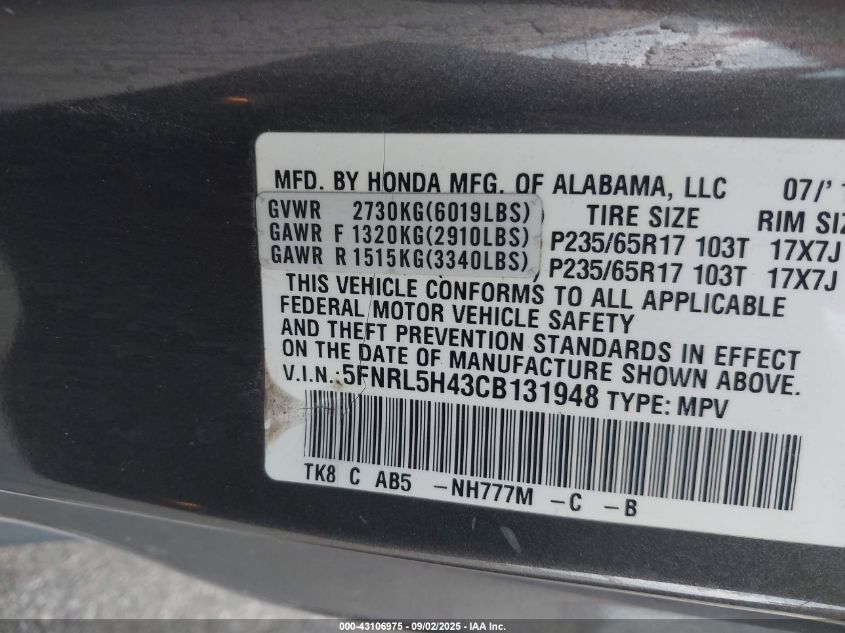 MFD. BY HONDA MFG. OF ALABAMA, LLC 07/'
GVWR 2730KG(6019LBS) TIRE SIZE RIM
GAWR F 1320KG(2910LBS) P235/65R17 103T 17X7J
GAWR R 1515KG(3340LBS) P235/65R17 103T 17X7J
THIS VEHICLE CONFORMS TO ALL APPLICABLE
FEDERAL MOTOR VEHICLE SAFETY
AND THEFT PREVENTION STANDARDS IN EFFECT
ON THE DATE OF MANUFACTURE SHOWN ABOVE.
V.I.N.:5FNRL5H43CB131948 TYPE: MPV
TK8 C AB5 -NH777M -C -B
000-43106975 - 09/02/2025 - IAA Inc.